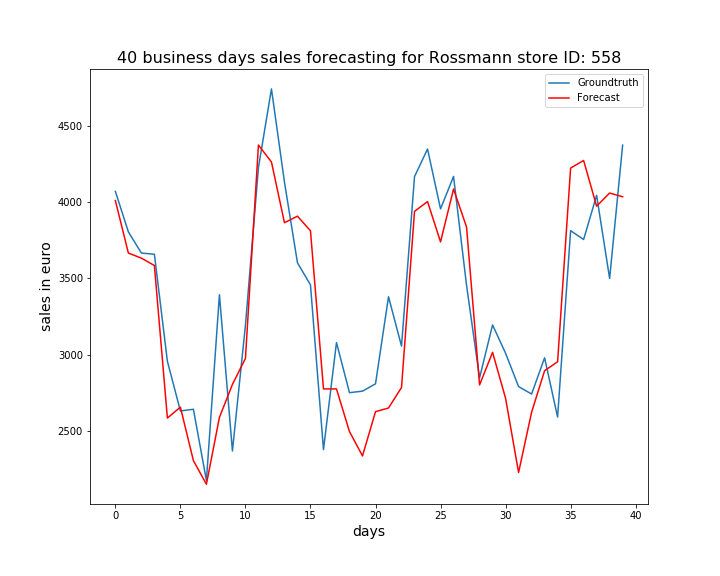 40 business days sales forecasting for Rossmann store ID: 558
Groundtruth
Forecast
4500
4000
3500
3000
2500
sales in euro
0 5 10 15 20 25 30 35 40
days